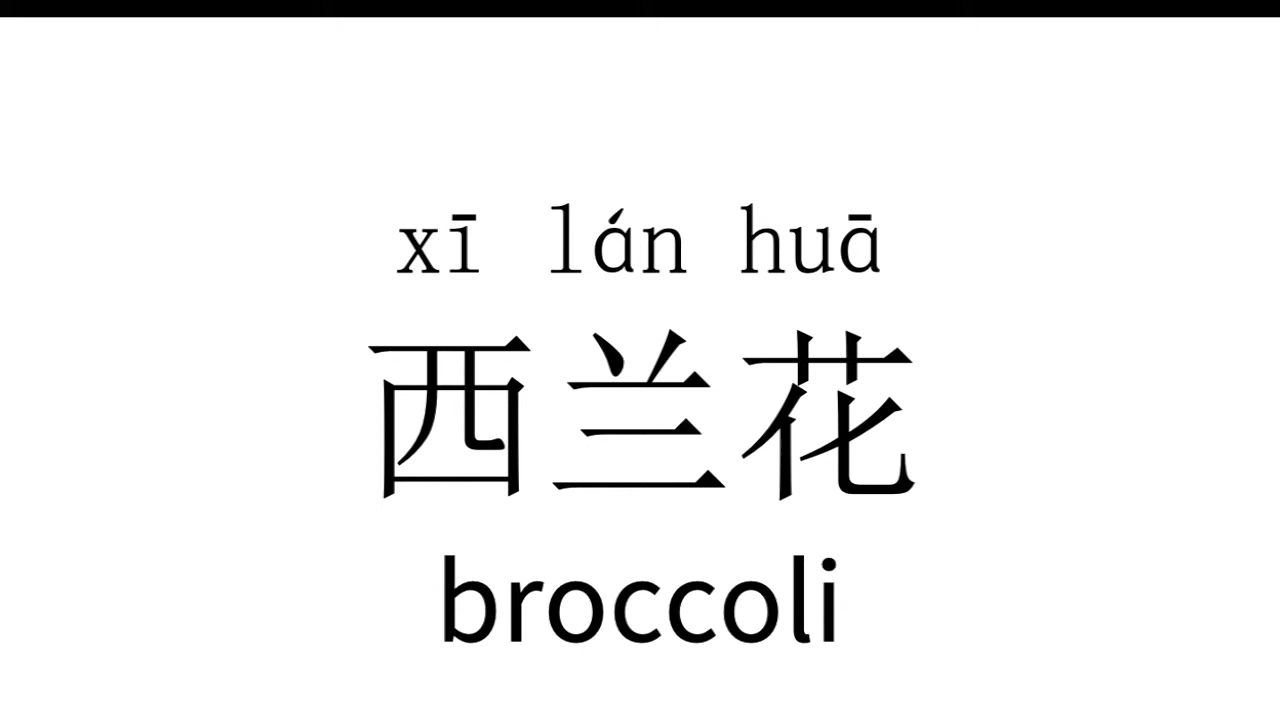 xī lán huā
西兰花
broccoli